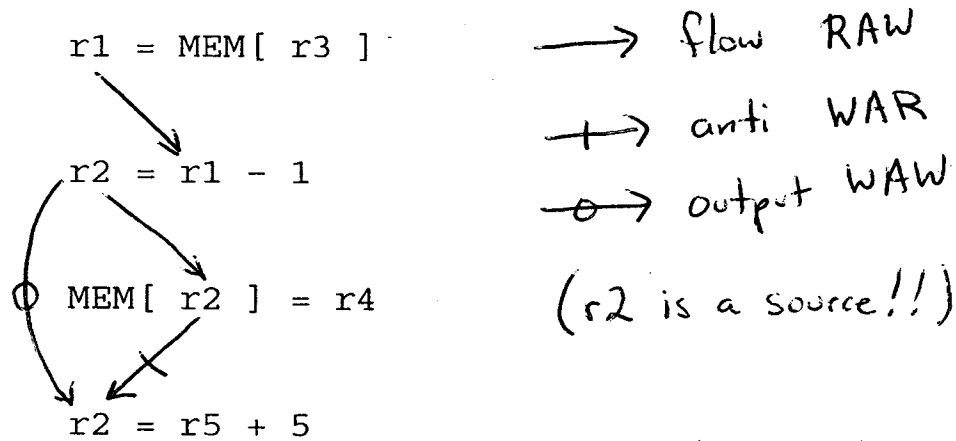 r1 = MEM[ r3 ]
r2 = r1 - 1
MEM[ r2 ] = r4
r2 = r5 + 5
flow RAW
anti WAR
output WAW
(r2 is a source!!)